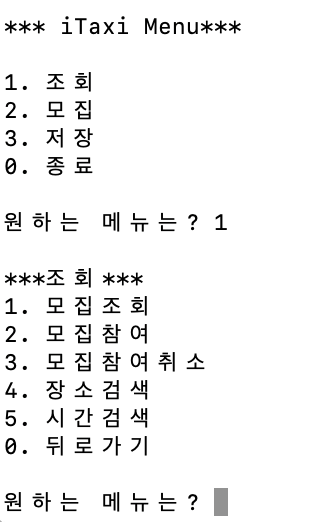 *** iTaxi Menu***
1. 조회
2. 모집
3. 저장
0. 종료
원하는 메뉴는? 1
***조회***
1. 모집조회
2. 모집참여
3. 모집참여취소
4. 장소검색
5. 시간검색
0. 뒤로가기
원하는 메뉴는?